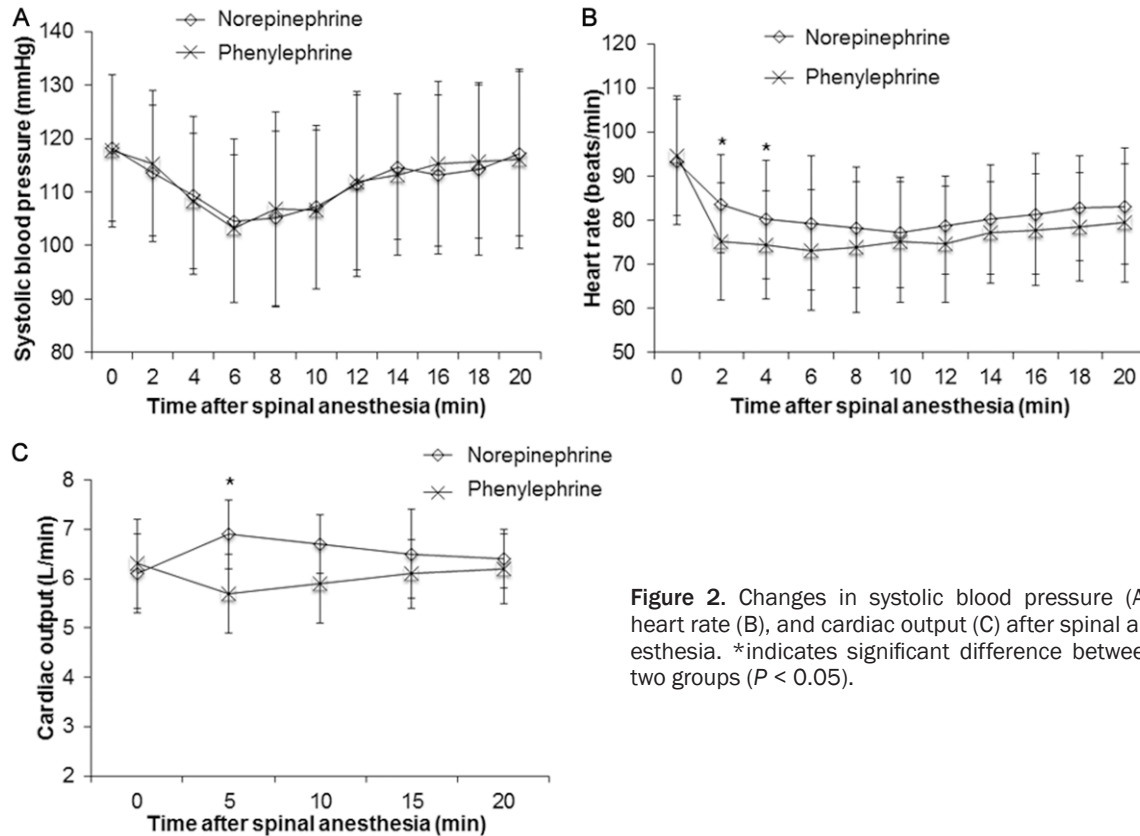 A
Norepinephrine
Phenylephrine
Systolic blood pressure (mmHg)
140
130
120
110
100
90
80
0 2 4 6 8 10 12 14 16 18 20
Time after spinal anesthesia (min)
B
Norepinephrine
Phenylephrine
Heart rate (beats/min)
120
110
100
90
80
70
60
50
* *
0 2 4 6 8 10 12 14 16 18 20
Time after spinal anesthesia (min)
C
Norepinephrine
Phenylephrine
Cardiac output (L/min)
8
7
6
5
4
3
2
*
0 5 10 15 20
Time after spinal anesthesia (min)
Figure 2. Changes in systolic blood pressure (A
heart rate (B), and cardiac output (C) after spinal a
esthesia. *indicates significant difference betwee
two groups (P < 0.05).